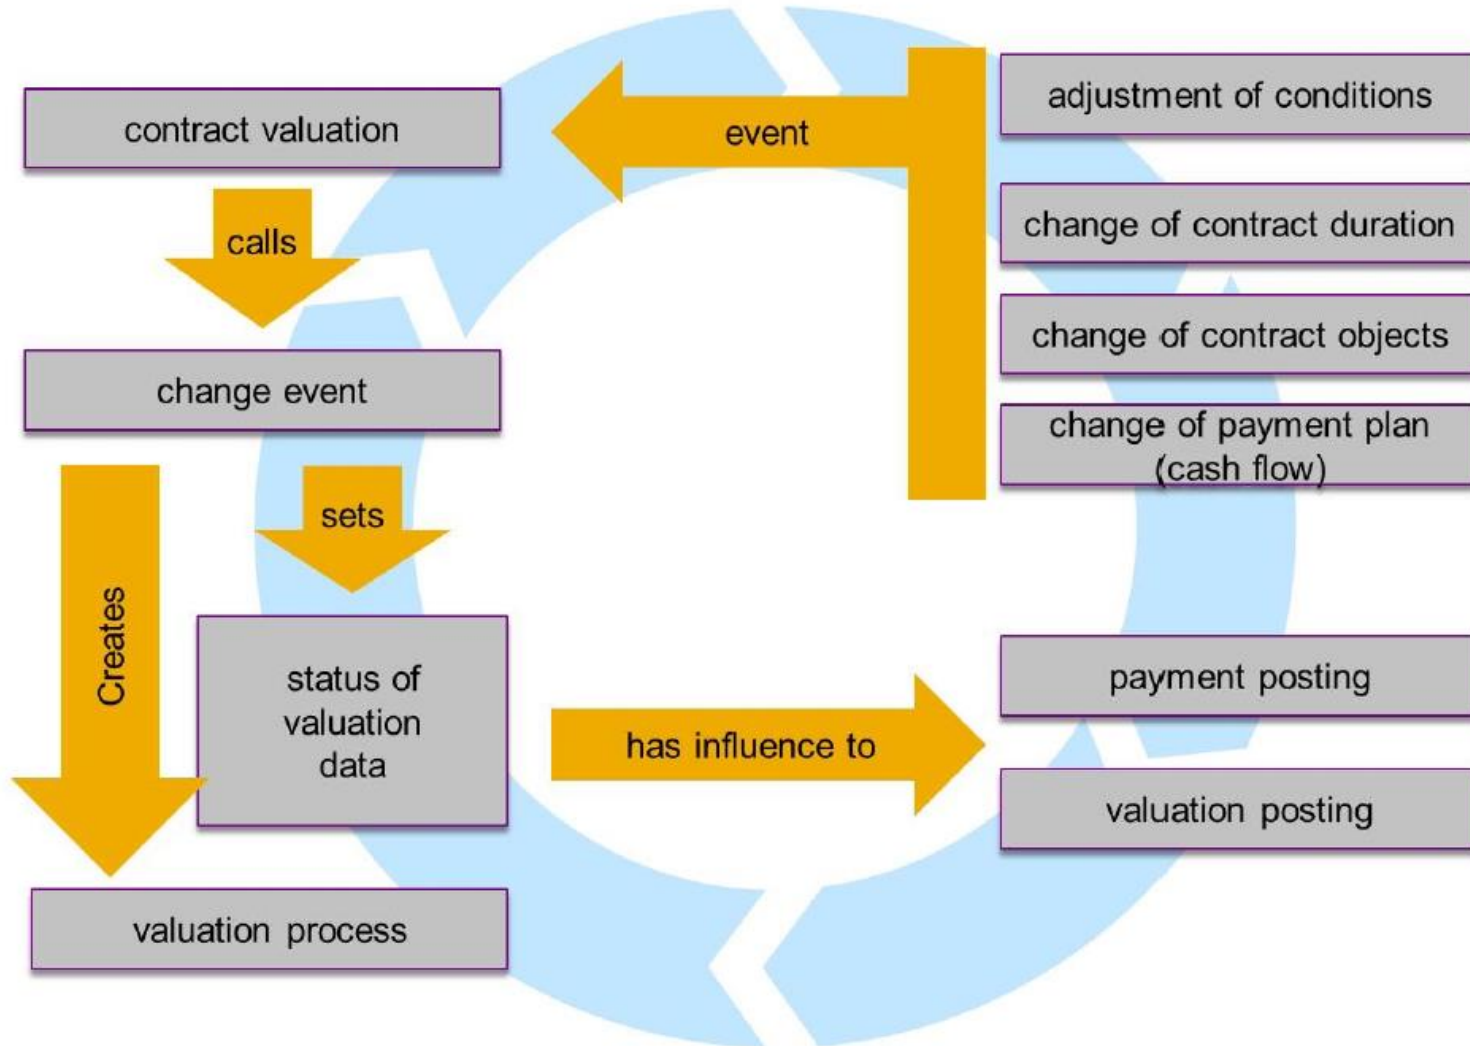 contract valuation
event
adjustment of conditions
change of contract duration
calls
change of contract objects
change event
change of payment plan
(cash flow)
sets
Creates
status of
valuation
data
has influence to
payment posting
valuation posting
valuation process